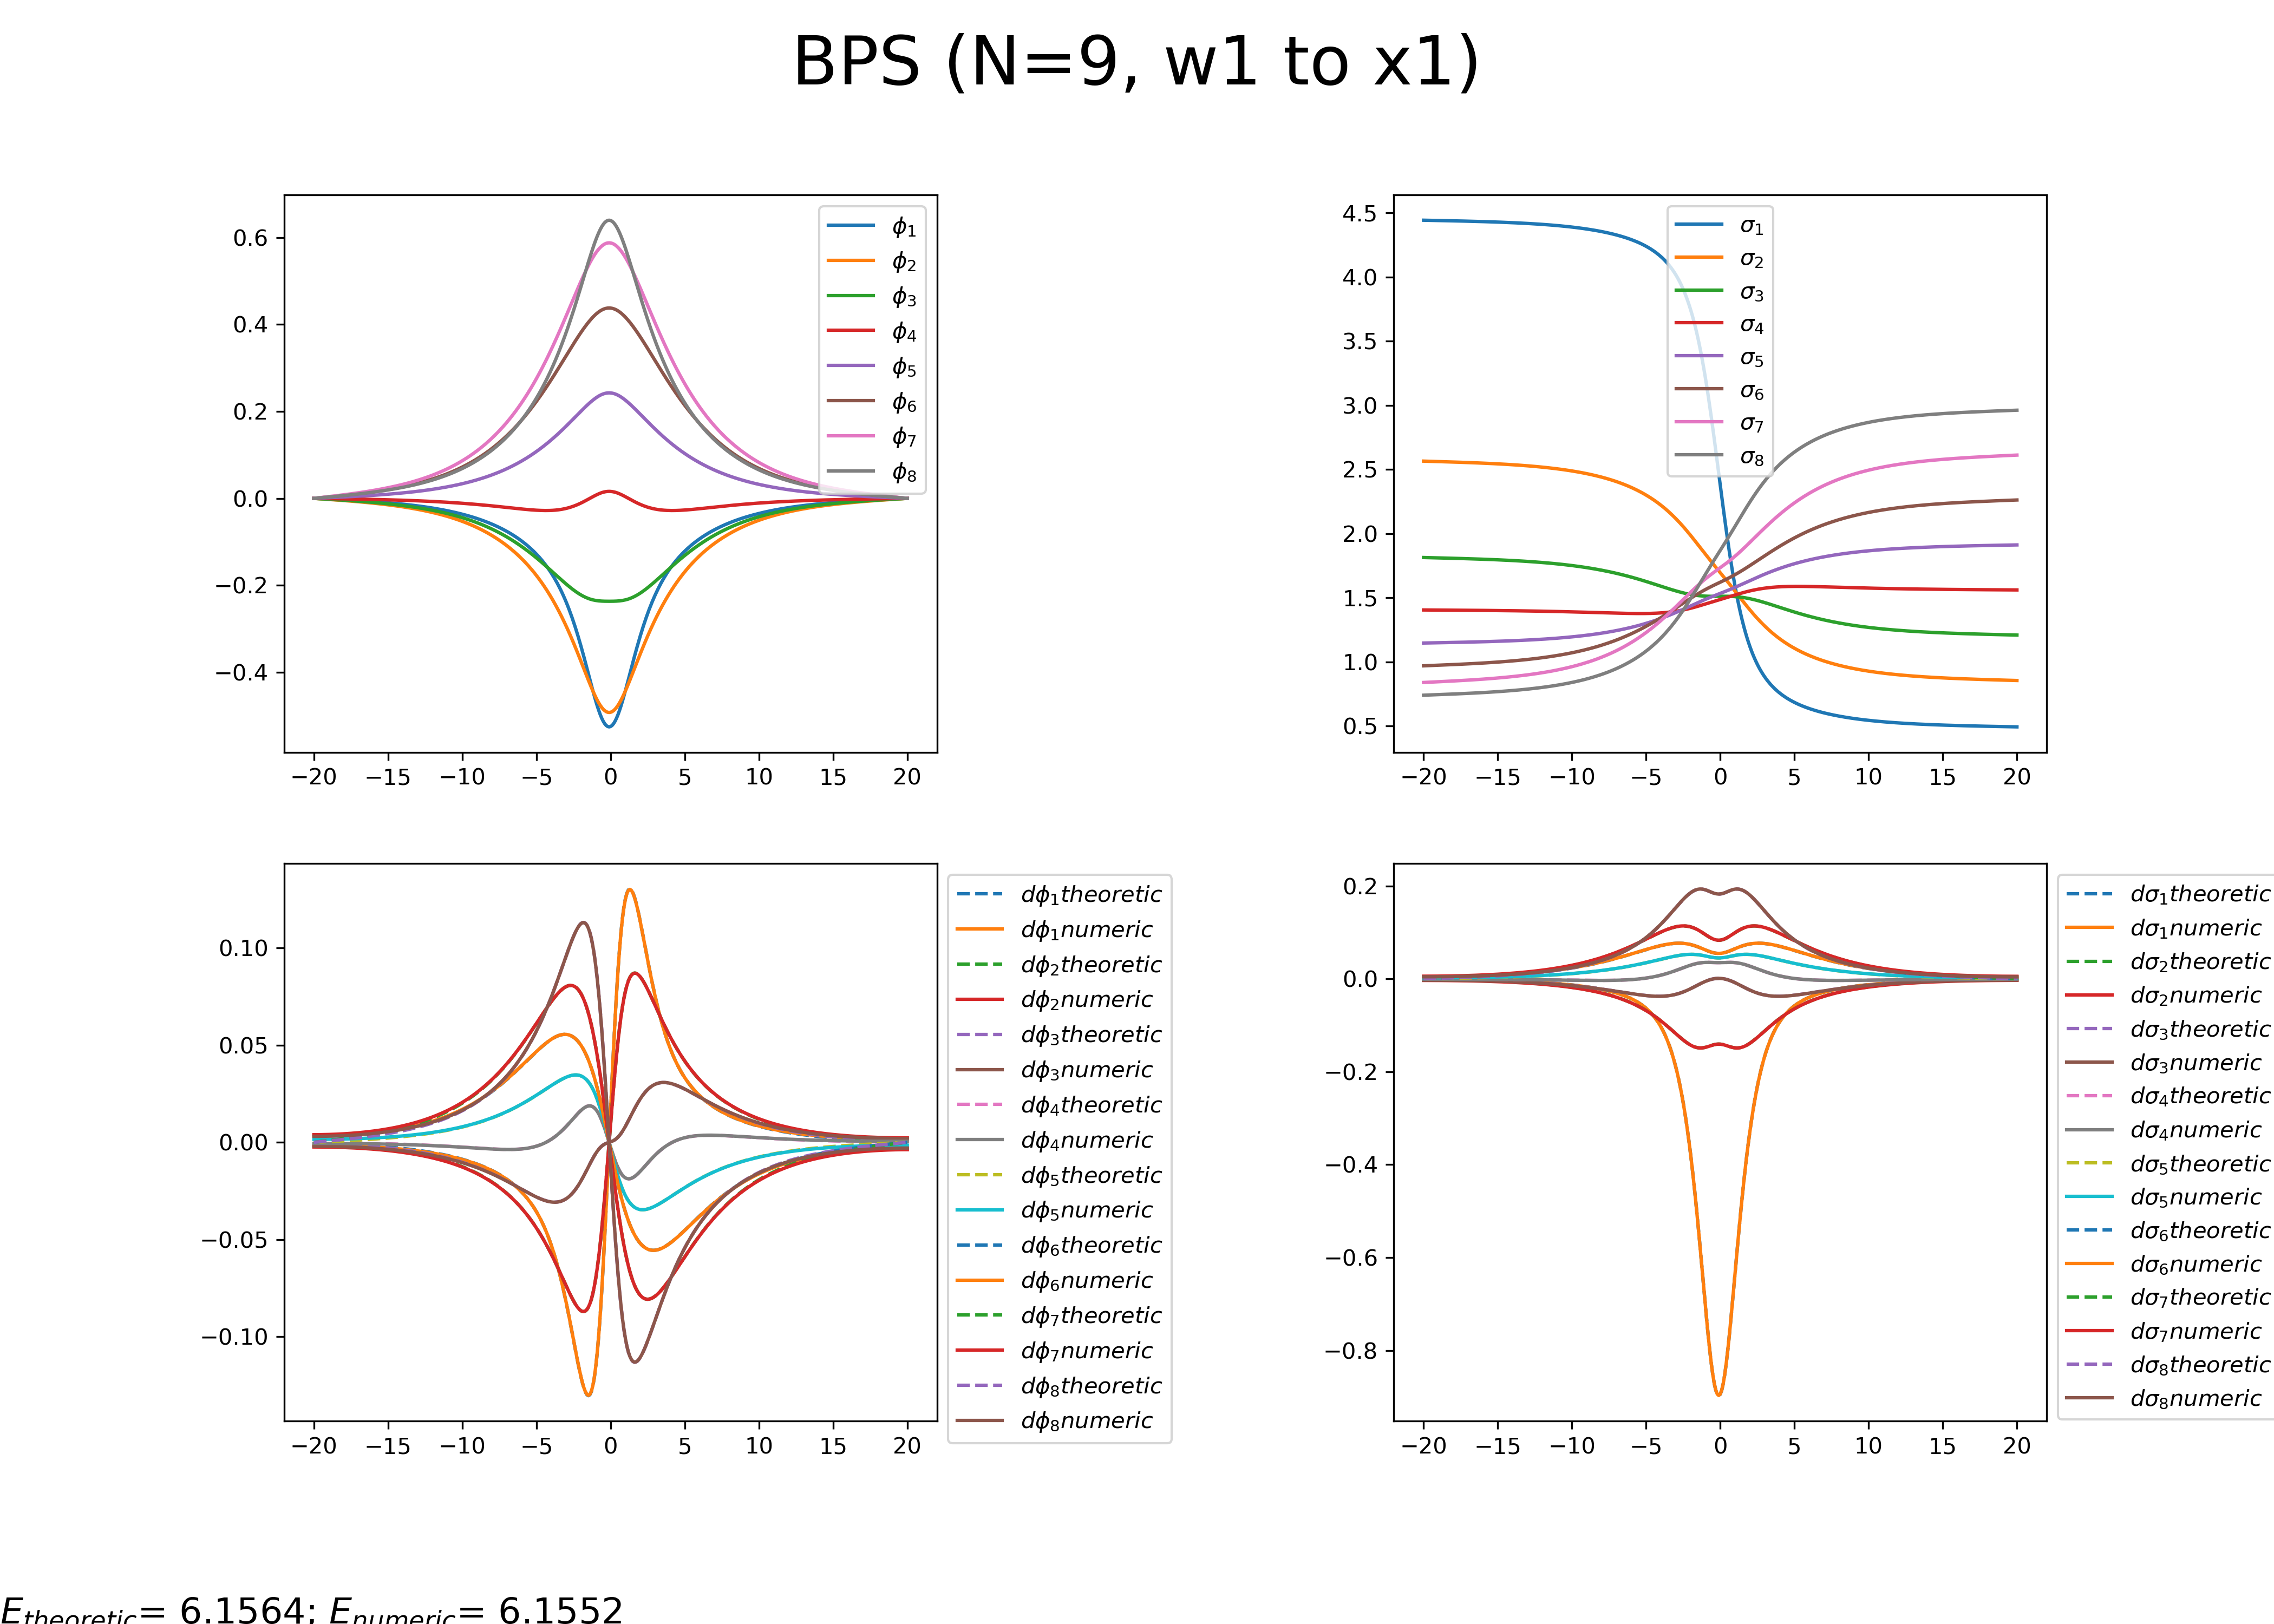 BPS (N=9, w1 to x1)
0.6
0.4
0.2
0.0
−0.2
−0.4
−20 −15 −10 −5 0 5 10 15 20
ϕ₁
ϕ₂
ϕ₃
ϕ₄
ϕ₅
ϕ₆
ϕ₇
ϕ₈
4.5
4.0
3.5
3.0
2.5
2.0
1.5
1.0
0.5
−20 −15 −10 −5 0 5 10 15 20
σ₁
σ₂
σ₃
σ₄
σ₅
σ₆
σ₇
σ₈
0.10
0.05
0.00
−0.05
−0.10
−20 −15 −10 −5 0 5 10 15 20
dϕ₁theoretic
dϕ₁numeric
dϕ₂theoretic
dϕ₂numeric
dϕ₃theoretic
dϕ₃numeric
dϕ₄theoretic
dϕ₄numeric
dϕ₅theoretic
dϕ₅numeric
dϕ₆theoretic
dϕ₆numeric
dϕ₇theoretic
dϕ₇numeric
dϕ₈theoretic
dϕ₈numeric
0.2
0.0
−0.2
−0.4
−0.6
−0.8
−20 −15 −10 −5 0 5 10 15 20
dσ₁theoretic
dσ₁numeric
dσ₂theoretic
dσ₂numeric
dσ₃theoretic
dσ₃numeric
dσ₄theoretic
dσ₄numeric
dσ₅theoretic
dσ₅numeric
dσ₆theoretic
dσ₆numeric
dσ₇theoretic
dσ₇numeric
dσ₈theoretic
dσ₈numeric
E_theoretic= 6.1564; E_numeric= 6.1552